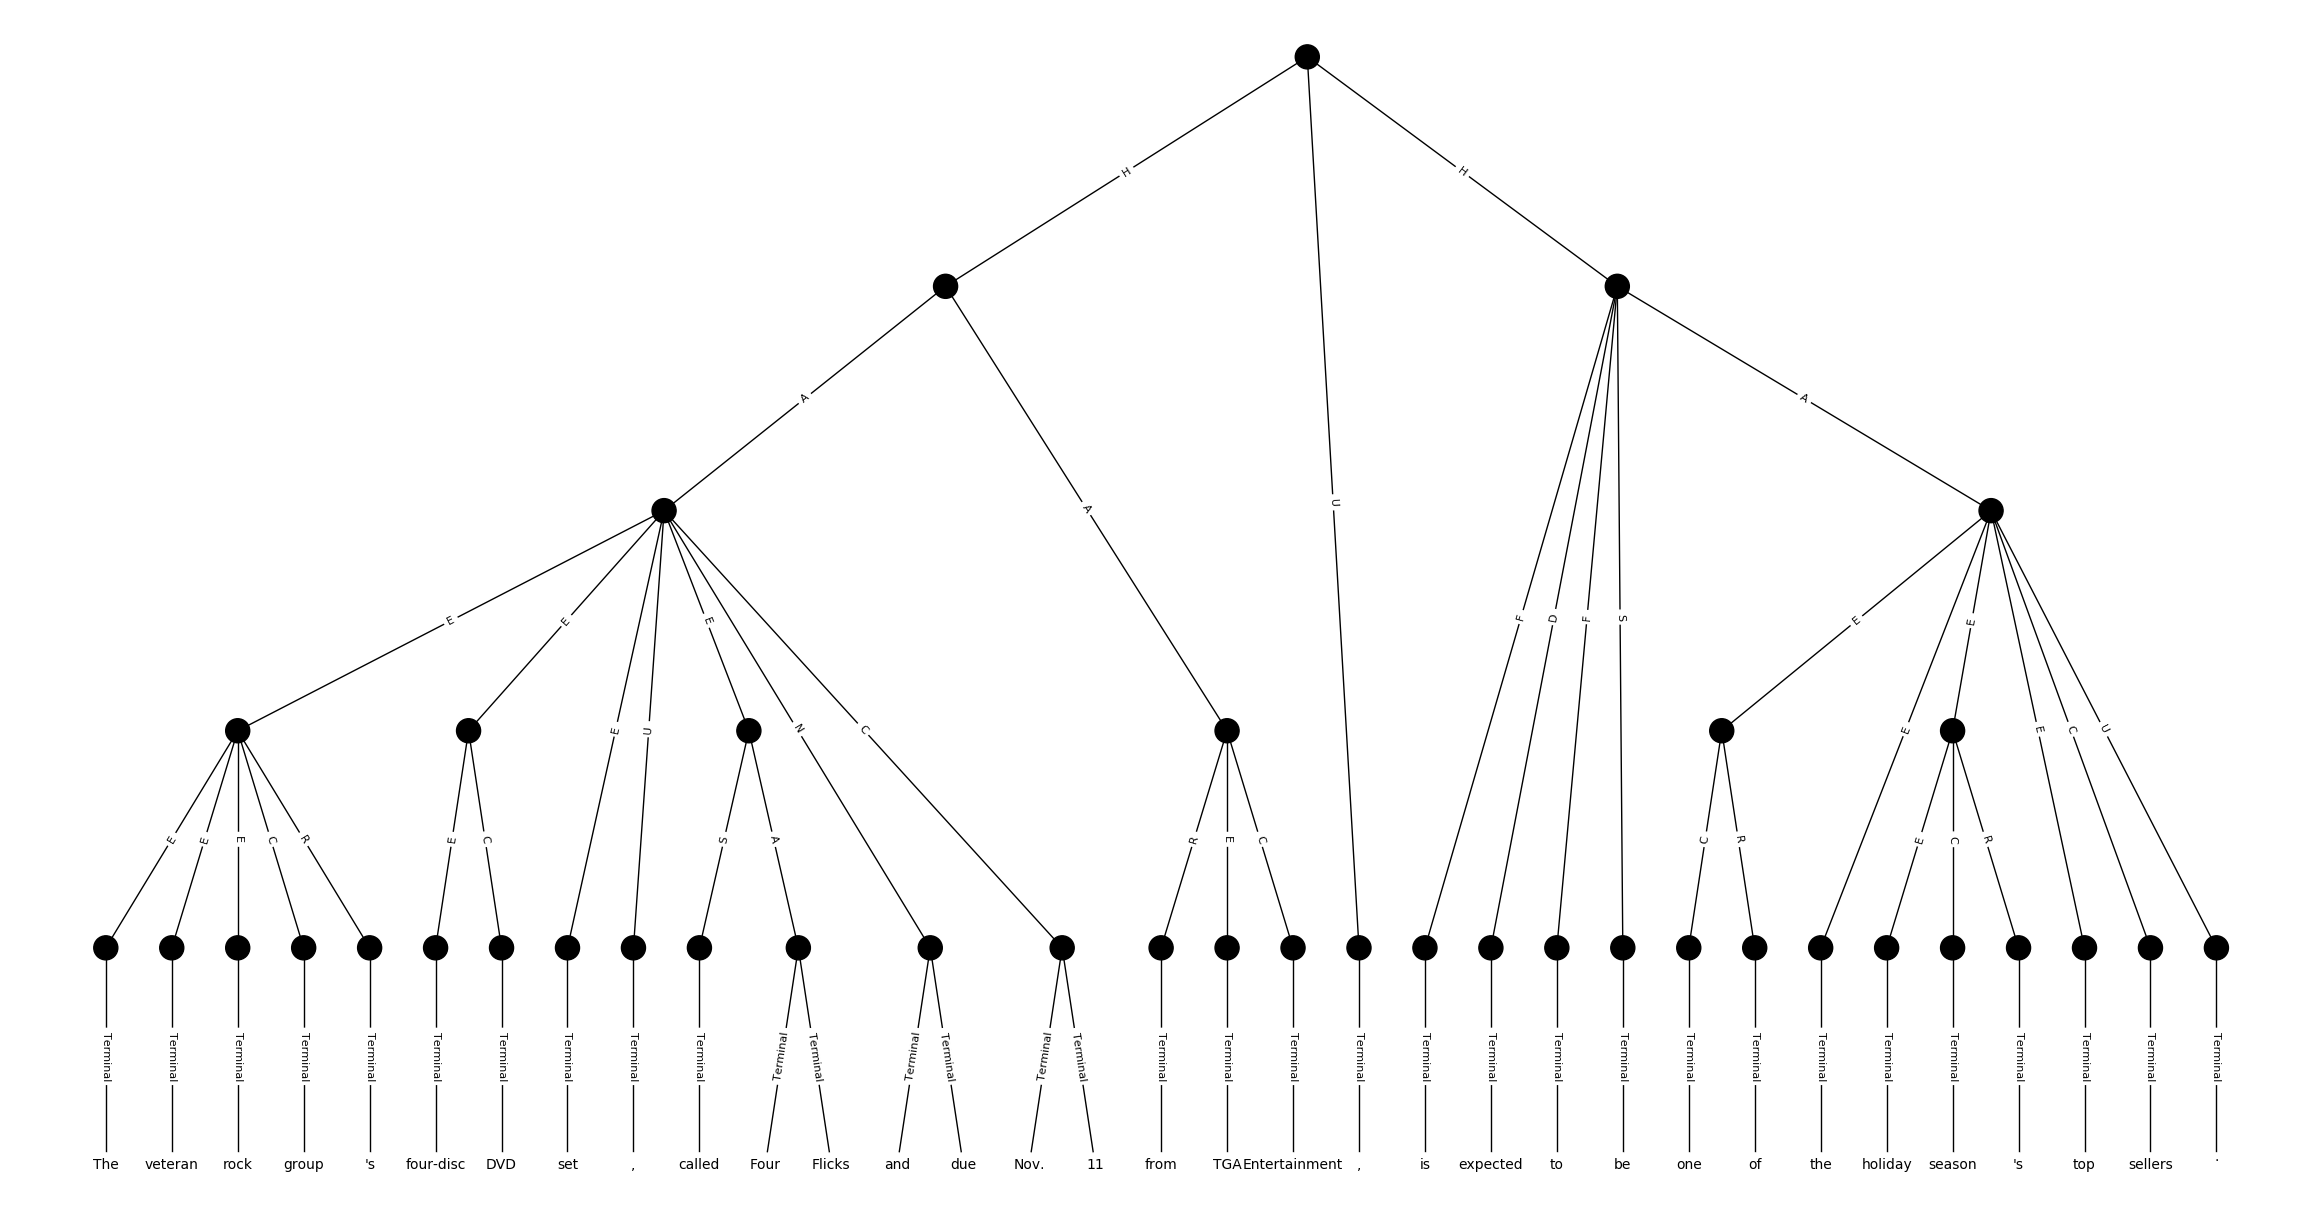 H H
A A A
U
E E E U E N C F D F S E E E E C U
E E E C R E C S A R E C C R E C R
Terminal Terminal Terminal Terminal Terminal Terminal Terminal Terminal Terminal Terminal Terminal Terminal Terminal Terminal Terminal Terminal Terminal Terminal Terminal Terminal Terminal Terminal Terminal Terminal Terminal Terminal Terminal Terminal Terminal Terminal Terminal Terminal Terminal
The veteran rock group 's four-disc DVD set , called Four Flicks and due Nov. 11 from TGA Entertainment , is expected to be one of the holiday season 's top sellers .